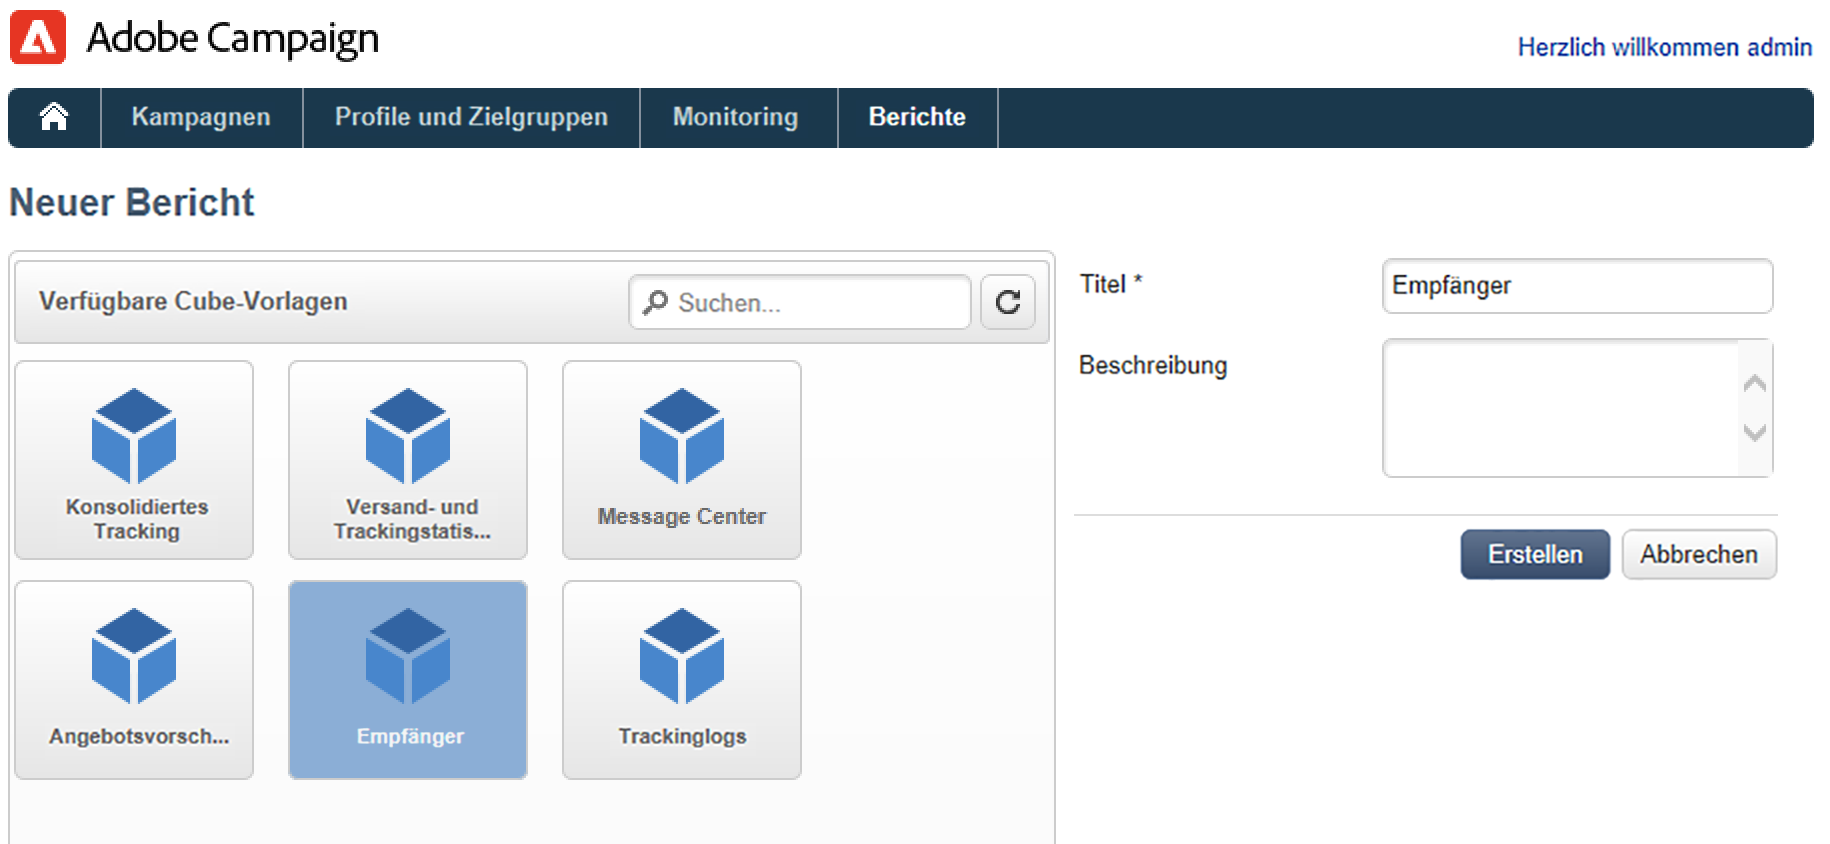 Adobe Campaign
Herzlich willkommen admin
Kampagnen
Profile und Zielgruppen
Monitoring
Berichte
Neuer Bericht
Verfügbare Cube-Vorlagen
Suchen...
Konsolidiertes
Tracking
Versand- und
Trackingstatis...
Message Center
Angebotsvorsch...
Empfänger
Trackinglogs
Titel *
Empfänger
Beschreibung
Erstellen
Abbrechen